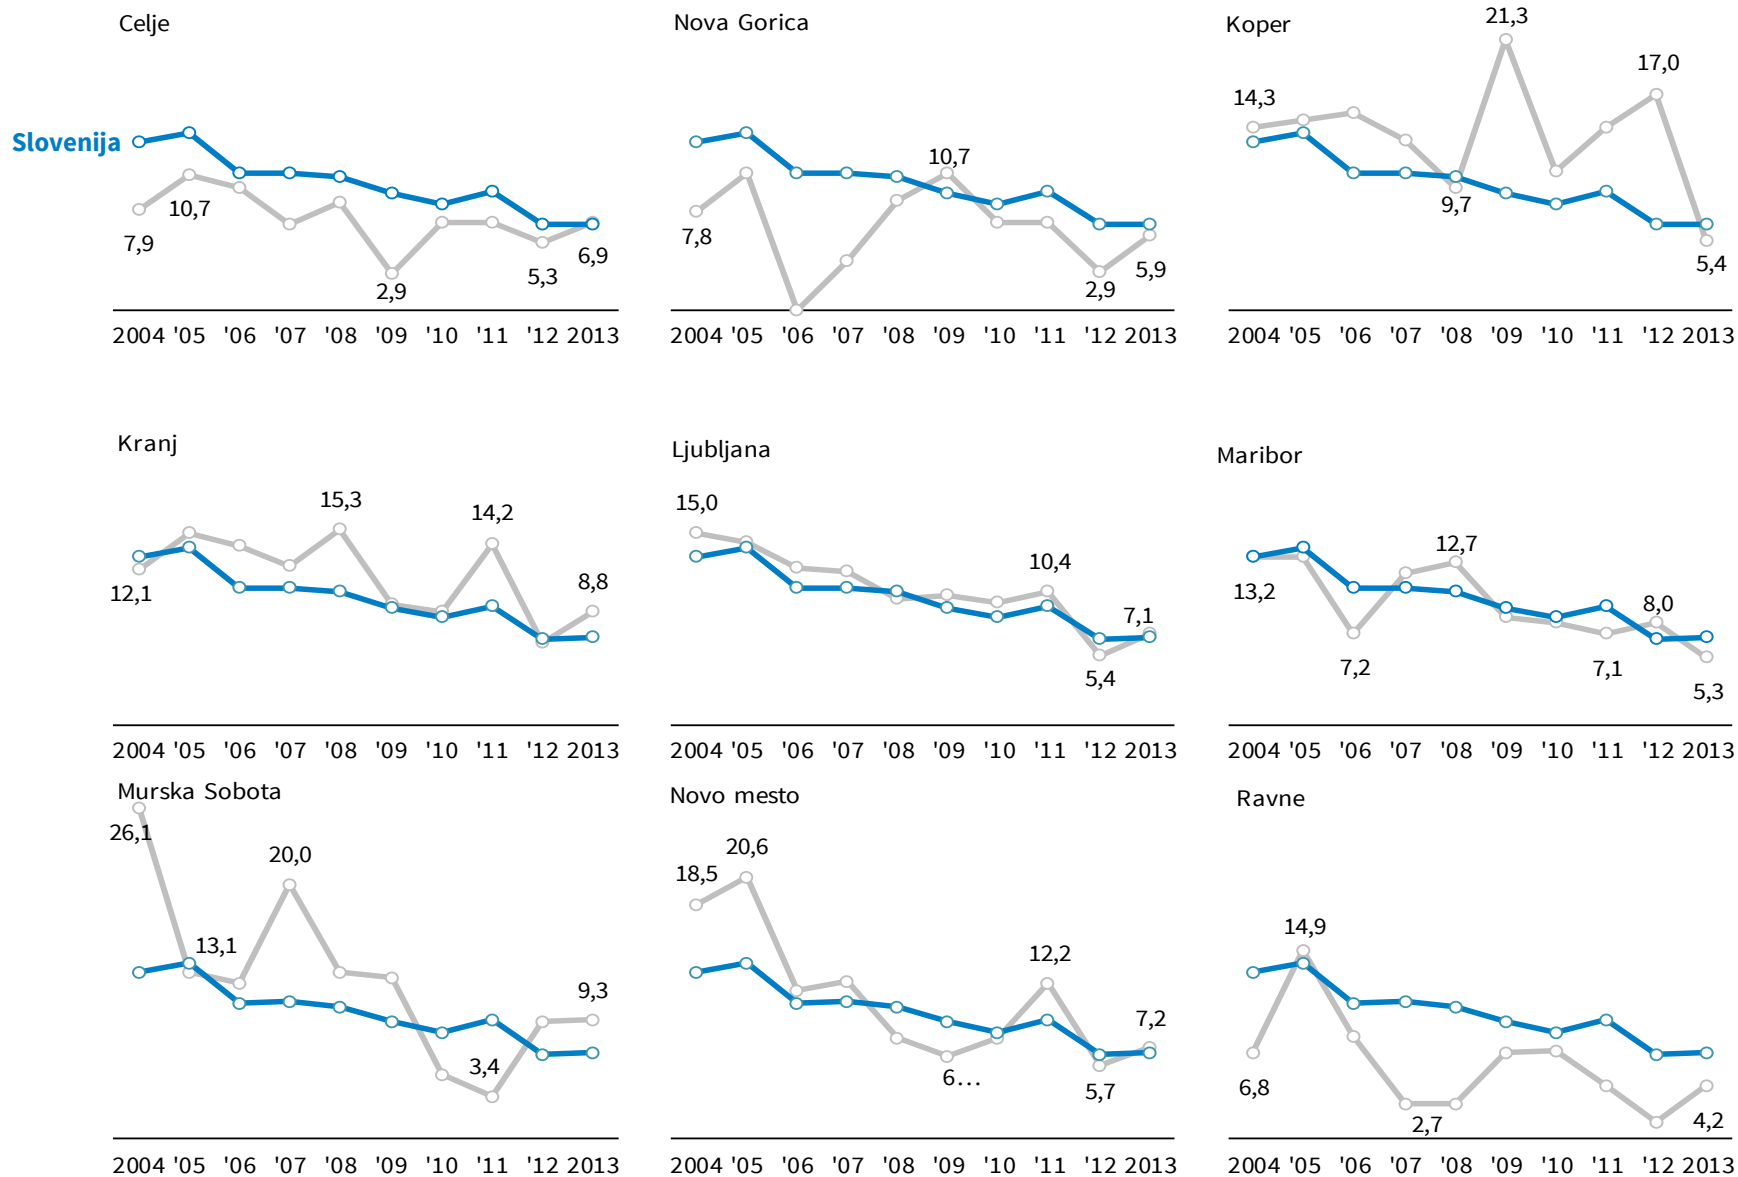 Celje
Nova Gorica
Koper
21,3
17,0
14,3
Slovenija
10,7
10,7
7,9
7,8
9,7
6,9
5,3
2,9
5,9
2,9
5,4
2004 '05 '06 '07 '08 '09 '10 '11 '12 2013
2004 '05 '06 '07 '08 '09 '10 '11 '12 2013
2004 '05 '06 '07 '08 '09 '10 '11 '12 2013
Kranj
Ljubljana
Maribor
15,3
14,2
15,0
12,7
10,4
12,1
8,8
7,1
5,4
13,2
8,0
7,2
7,1
5,3
2004 '05 '06 '07 '08 '09 '10 '11 '12 2013
2004 '05 '06 '07 '08 '09 '10 '11 '12 2013
2004 '05 '06 '07 '08 '09 '10 '11 '12 2013
Murska Sobota
Novo mesto
Ravne
26,1
20,0
13,1
9,3
3,4
20,6
18,5
12,2
7,2
6…
5,7
14,9
6,8
2,7
4,2
2004 '05 '06 '07 '08 '09 '10 '11 '12 2013
2004 '05 '06 '07 '08 '09 '10 '11 '12 2013
2004 '05 '06 '07 '08 '09 '10 '11 '12 2013